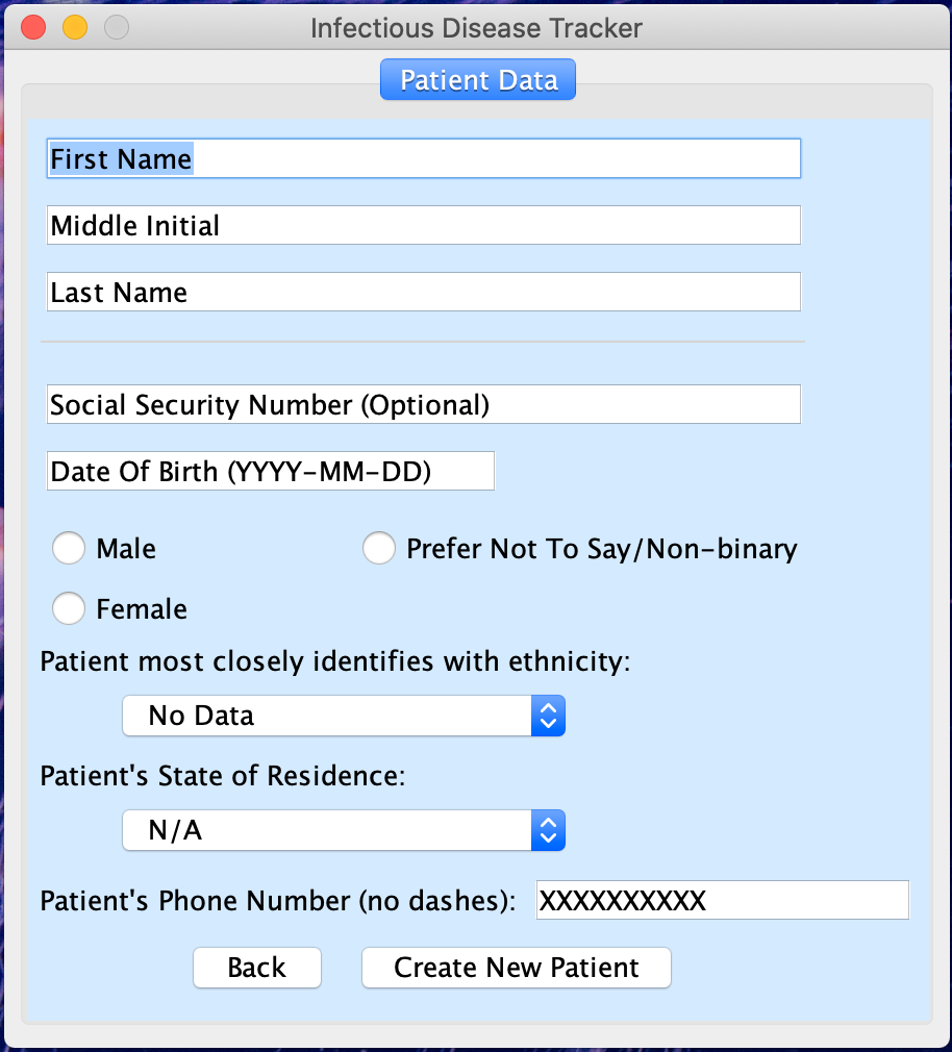 Infectious Disease Tracker
Patient Data
First Name
Middle Initial
Last Name
Social Security Number (Optional)
Date Of Birth (YYYY-MM-DD)
Male
Prefer Not To Say/Non-binary
Female
Patient most closely identifies with ethnicity:
No Data
Patient's State of Residence:
N/A
Patient's Phone Number (no dashes): XXXXXXXXXX
Back
Create New Patient